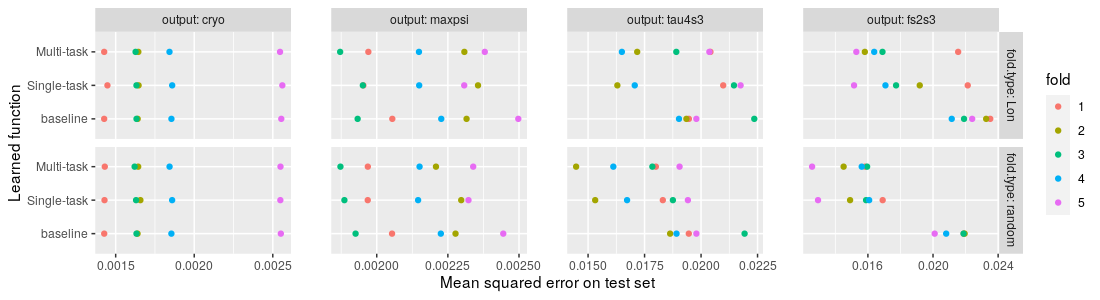 output: cryo
output: maxpsi
output: tau4s3
output: fs2s3
Learned function
Multi-task
Single-task
baseline
fold.type: Lon
Multi-task
Single-task
baseline
fold.type: random
0.0015 0.0020 0.0025
0.00200 0.00225 0.00250
0.0150 0.0175 0.0200 0.0225
0.016 0.020 0.024
Mean squared error on test set
fold
1
2
3
4
5